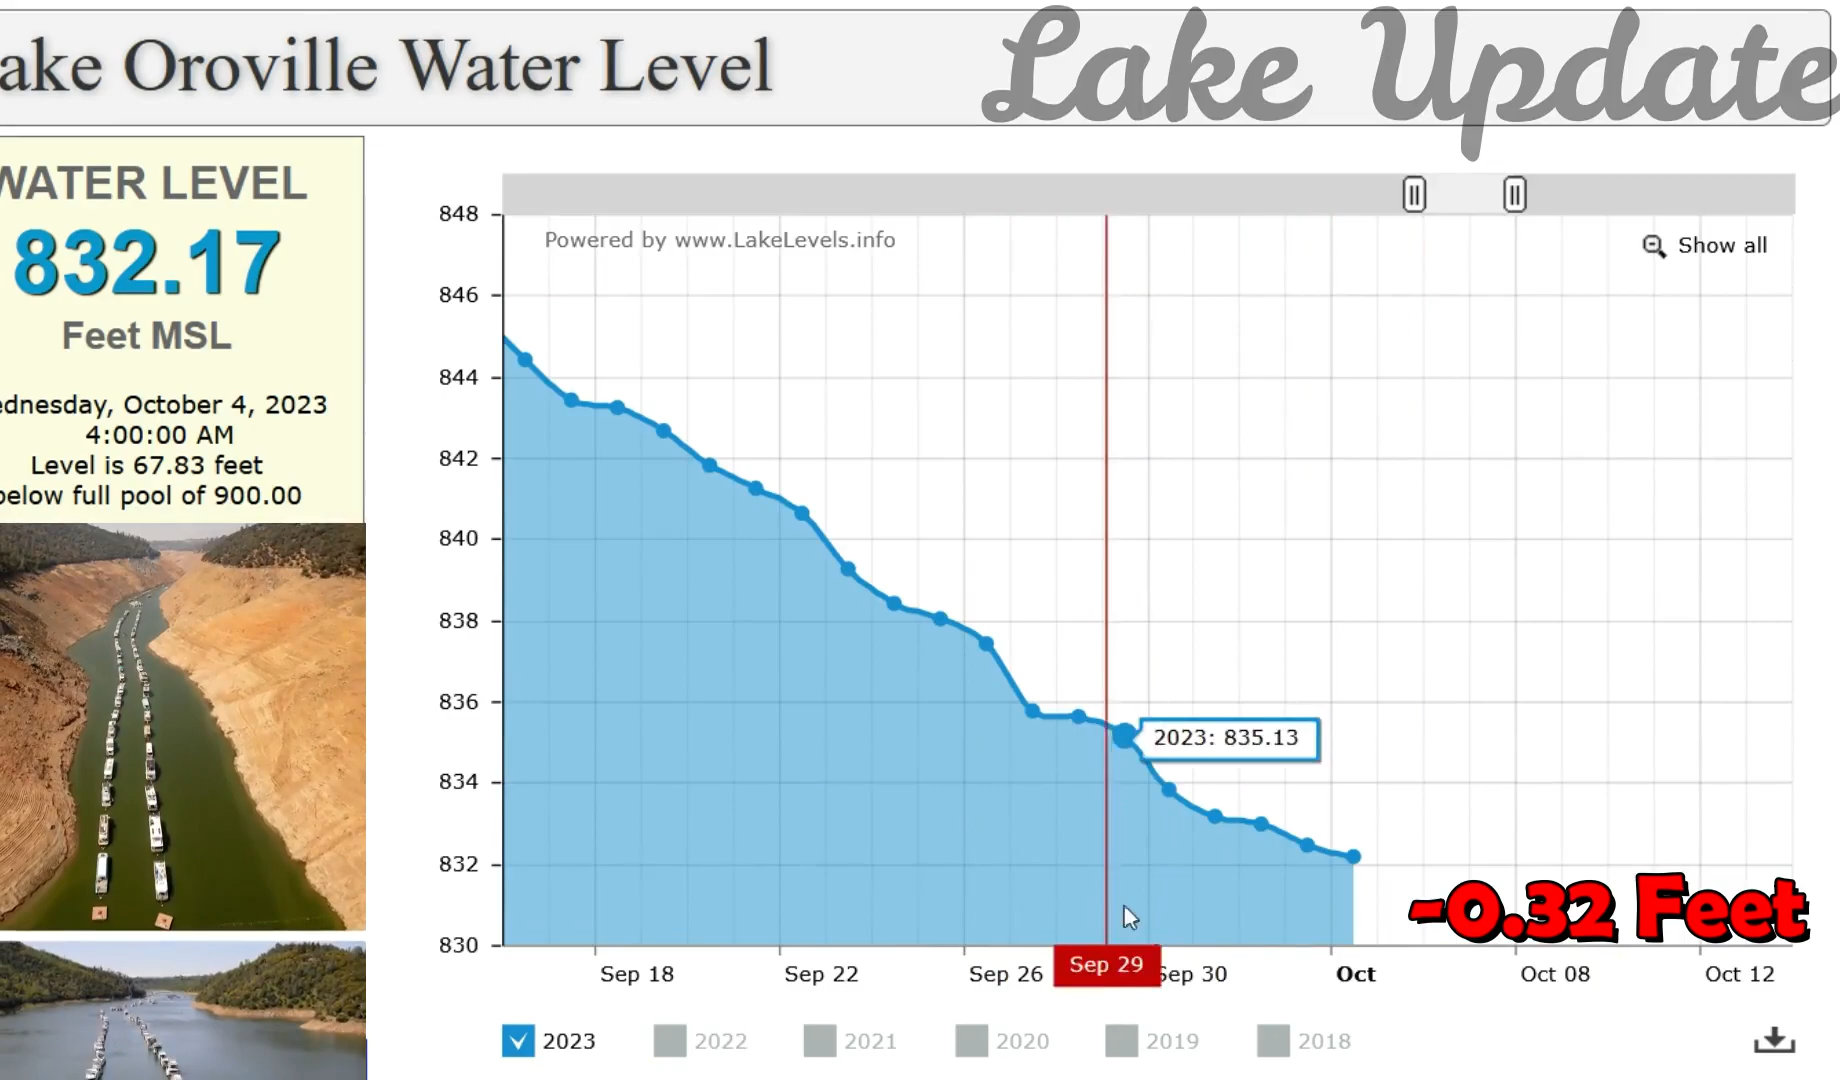 ake Oroville Water Level
Lake Update
WATER LEVEL
832.17
Feet MSL
ednesday, October 4, 2023
4:00:00 AM
Level is 67.83 feet
below full pool of 900.00
848
846
844
842
840
838
836
834
832
830
Powered by www.LakeLevels.info
Show all
2023: 835.13
-0.32 Feet
Sep 18
Sep 22
Sep 26
Sep 29
Sep 30
Oct
Oct 08
Oct 12
2023
2022
2021
2020
2019
2018